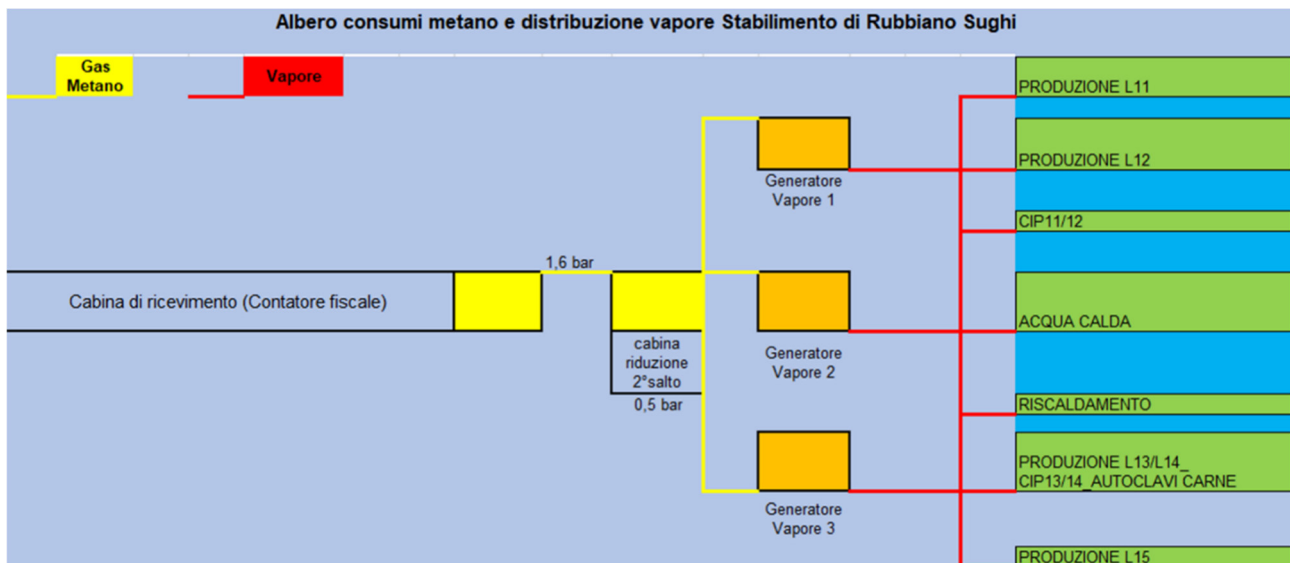 Albero consumi metano e distribuzione vapore Stabilimento di Rubbiano Sughi
Gas
Metano
Vapore
PRODUZIONE L11
PRODUZIONE L12
Generatore
Vapore 1
CIP11/12
1,6 bar
Cabina di ricevimento (Contatore fiscale)
ACQUA CALDA
cabina
riduzione
2°salto
0,5 bar
Generatore
Vapore 2
RISCALDAMENTO
PRODUZIONE L13/L14_
CIP13/14_AUTOCLAVI CARNE
Generatore
Vapore 3
PRODUZIONE L15